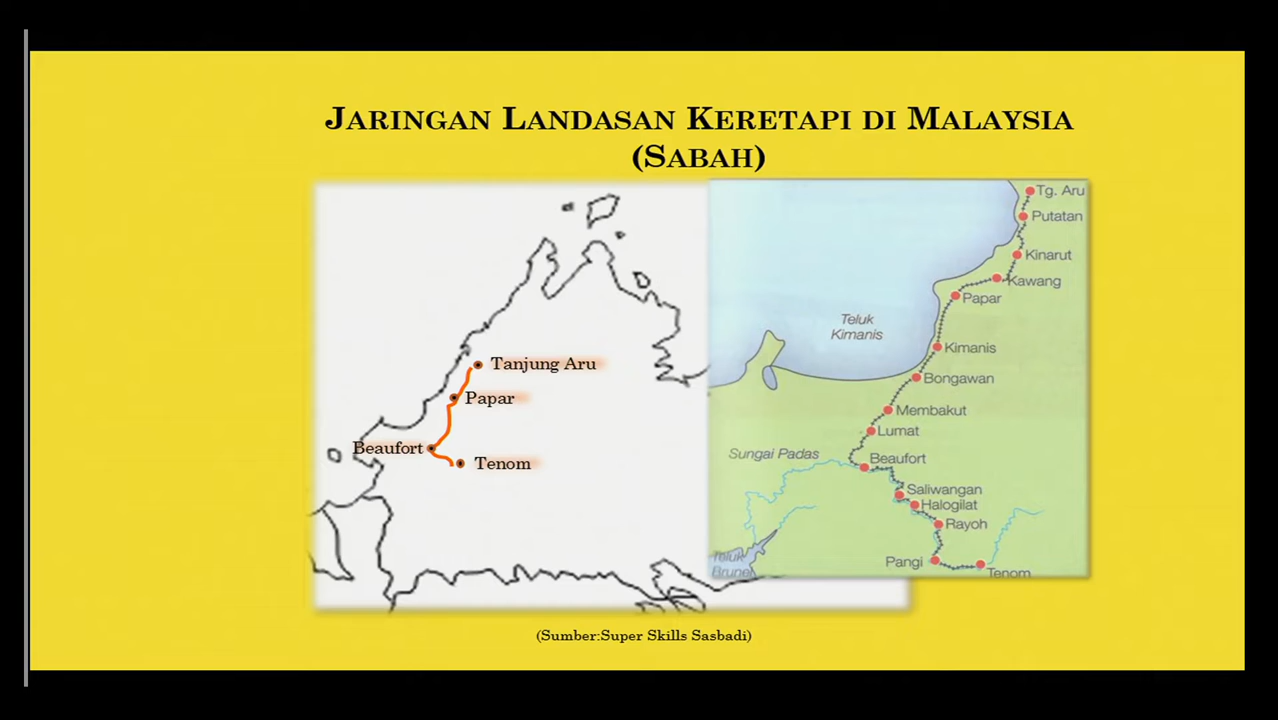 JARINGAN LANDASAN KERETAPI DI MALAYSIA
(SABAH)
Tanjung Aru
Papar
Beaufort
Tenom
Tg. Aru
Putatan
Kinarut
Kawang
Papar
Teluk
Kimanis
Kimanis
Bongawan
Membakut
Lumat
Sungai Padas
Beaufort
Saliwangan
Halogilat
Rayoh
Pangi
Tenom
Teluk
Brunei
(Sumber:Super Skills Sasbadi)